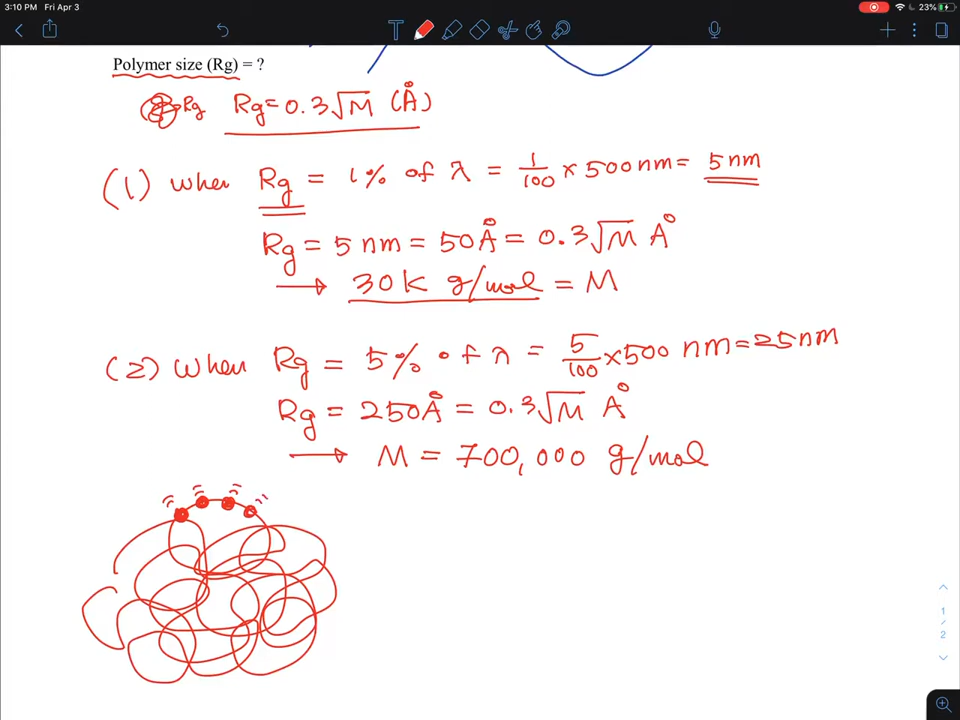 3:10 PM Fri Apr 3 23%
Polymer size (Rg) = ?
Rg Rg = 0.3√M (Å)
(1) When Rg = 1% of λ = 1/100 × 500 nm = 5 nm
Rg = 5 nm = 50 Å = 0.3√M Å
→ 30K g/mol = M
(2) When Rg = 5% of λ = 5/100 × 500 nm = 25 nm
Rg = 250 Å = 0.3√M Å
→ M = 700,000 g/mol
1
/
2